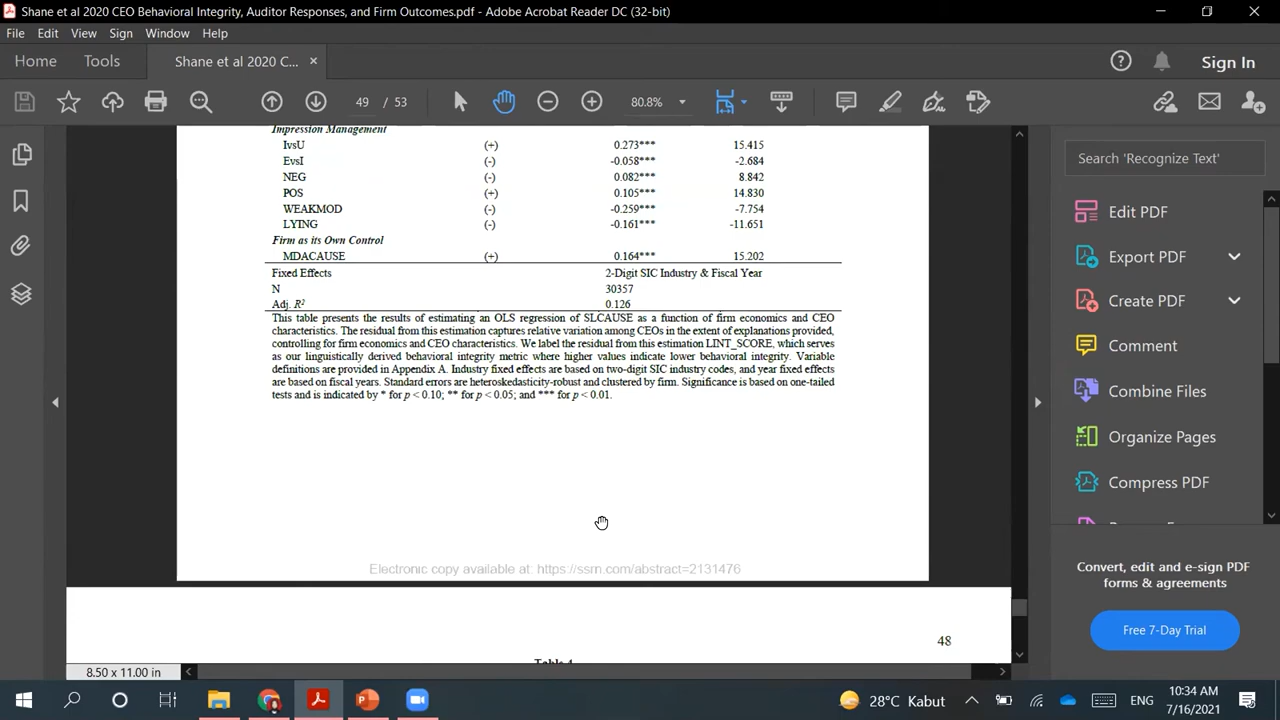 Shane et al 2020 CEO Behavioral Integrity, Auditor Responses, and Firm Outcomes.pdf - Adobe Acrobat Reader DC (32-bit)
File Edit View Sign Window Help
Home Tools Shane et al 2020 C... × Sign In
49 / 53 80.8%
Impression Management
IvsU (+) 0.273*** 15.415
EvsI (-) -0.058*** -2.684
NEG (-) 0.082*** 8.842
POS (+) 0.105*** 14.830
WEAKMOD (-) -0.259*** -7.754
LYING (-) -0.161*** -11.651
Firm as its Own Control
MDACAUSE (+) 0.164*** 15.202
Fixed Effects 2-Digit SIC Industry & Fiscal Year
N 30357
Adj. R² 0.126
This table presents the results of estimating an OLS regression of SLCAUSE as a function of firm economics and CEO
characteristics. The residual from this estimation captures relative variation among CEOs in the extent of explanations provided,
controlling for firm economics and CEO characteristics. We label the residual from this estimation LINT_SCORE, which serves
as our linguistically derived behavioral integrity metric where higher values indicate lower behavioral integrity. Variable
definitions are provided in Appendix A. Industry fixed effects are based on two-digit SIC industry codes, and year fixed effects
are based on fiscal years. Standard errors are heteroskedasticity-robust and clustered by firm. Significance is based on one-tailed
tests and is indicated by * for p < 0.10; ** for p < 0.05; and *** for p < 0.01.
Electronic copy available at: https://ssrn.com/abstract=2131476
48
Table 4
8.50 x 11.00 in
Search 'Recognize Text'
Edit PDF
Export PDF
Create PDF
Comment
Combine Files
Organize Pages
Compress PDF
Convert, edit and e-sign PDF
forms & agreements
Free 7-Day Trial
28°C Kabut ENG 10:34 AM
7/16/2021